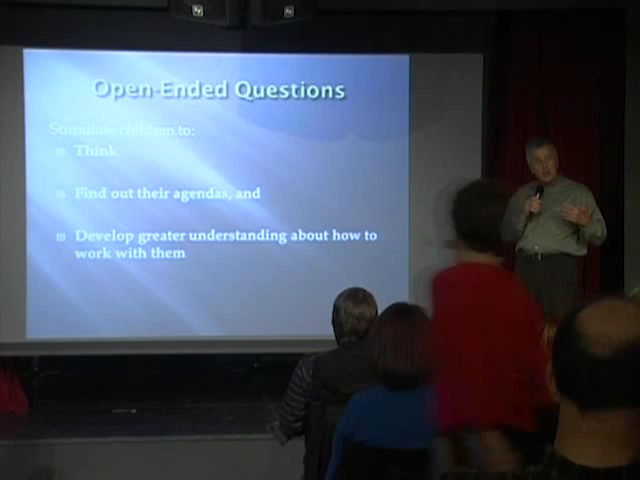 Open-Ended Questions
Stimulate children to:
Think
Find out their agendas, and
Develop greater understanding about how to
work with them